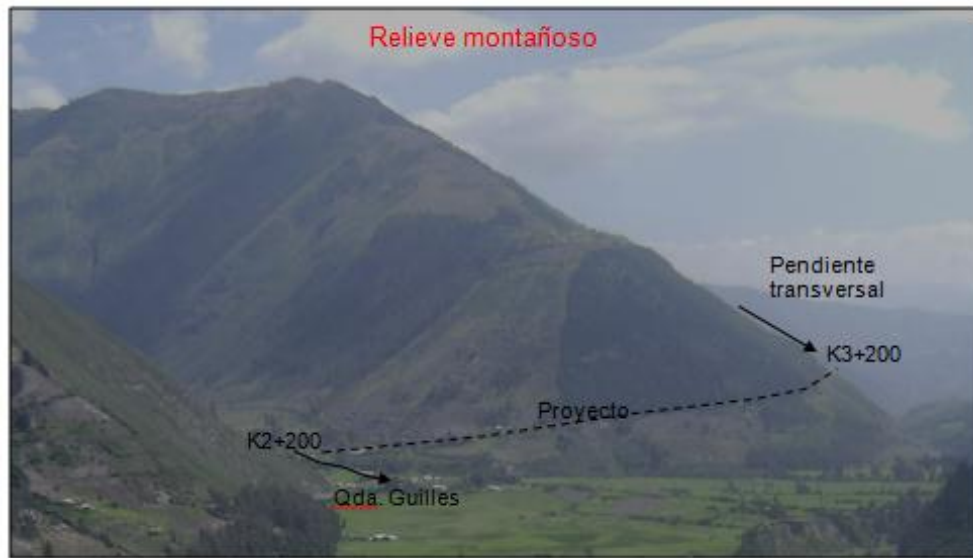 Relieve montañoso
Pendiente
transversal
K3+200
Proyecto
K2+200
Qda. Guilles